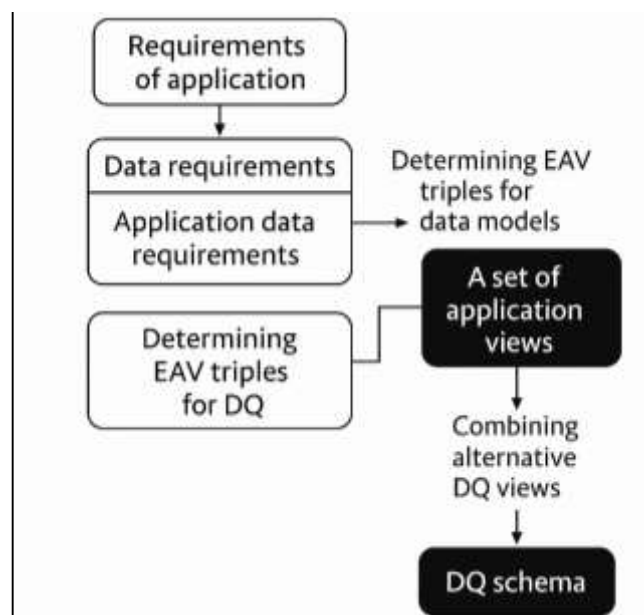 Requirements
of application
Data requirements
Application data
requirements
Determining EAV
triples for
data models
A set of
application
views
Determining
EAV triples
for DQ
Combining
alternative
DQ views
DQ schema